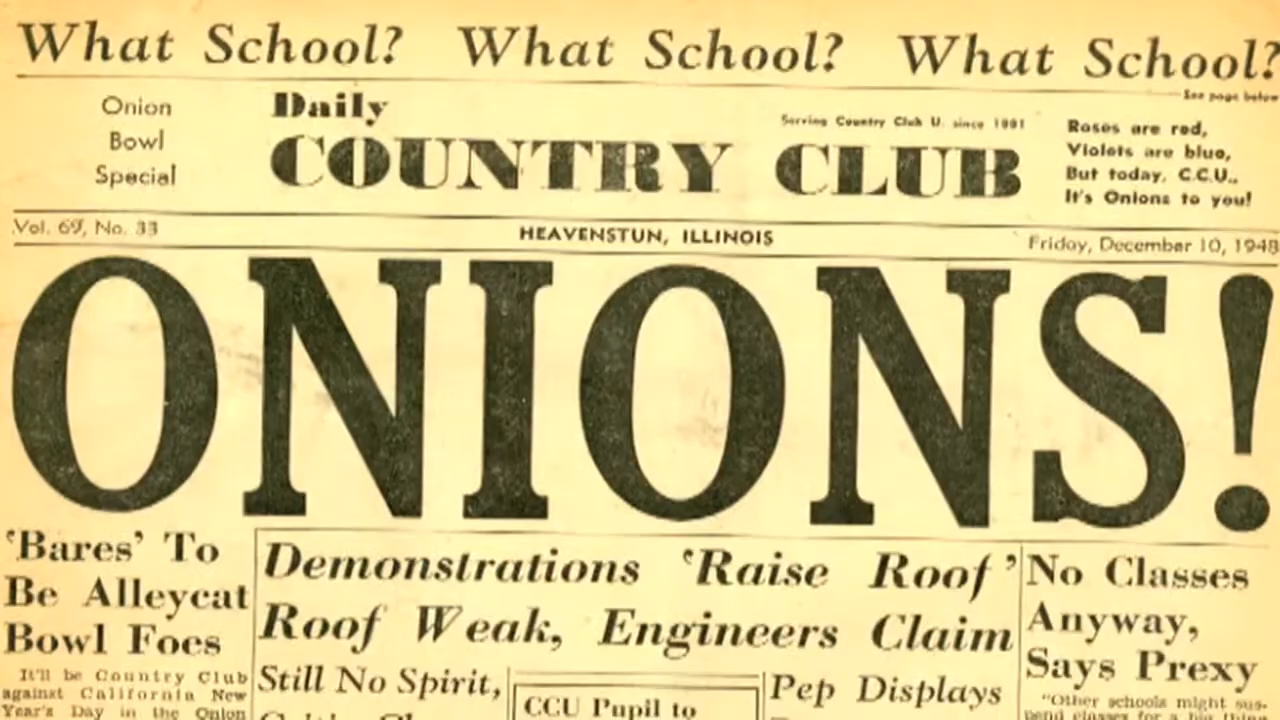 What School? What School? What School?
See page below
Onion
Bowl
Special
Daily
COUNTRY CLUB
Serving Country Club U. since 1881
Roses are red,
Violets are blue,
But today, C.C.U.,
It's Onions to you!
Vol. 69, No. 33
HEAVENSTUN, ILLINOIS
Friday, December 10, 1948
ONIONS!
'Bares' To
Be Alleycat
Bowl Foes
It'll be Country Club
against California New
Year's Day in the Onion
Demonstrations 'Raise Roof'
Roof Weak, Engineers Claim
Still No Spirit,
CCU Pupil to
Pep Displays
No Classes
Anyway,
Says Prexy
"Other schools might sus-
pend classes for a big thing